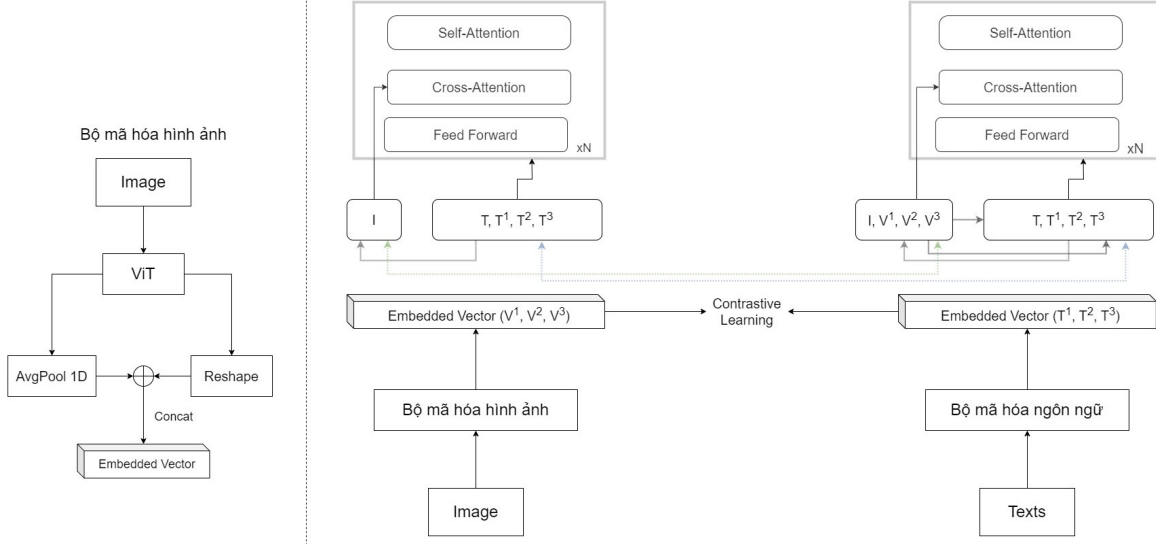 Bộ mã hóa hình ảnh
Image
ViT
AvgPool 1D
Reshape
Concat
Embedded Vector
Self-Attention
Cross-Attention
Feed Forward
xN
I
T, T¹, T², T³
Embedded Vector (V¹, V², V³)
Bộ mã hóa hình ảnh
Image
Contrastive
Learning
Self-Attention
Cross-Attention
Feed Forward
xN
I, V¹, V², V³
T, T¹, T², T³
Embedded Vector (T¹, T², T³)
Bộ mã hóa ngôn ngữ
Texts